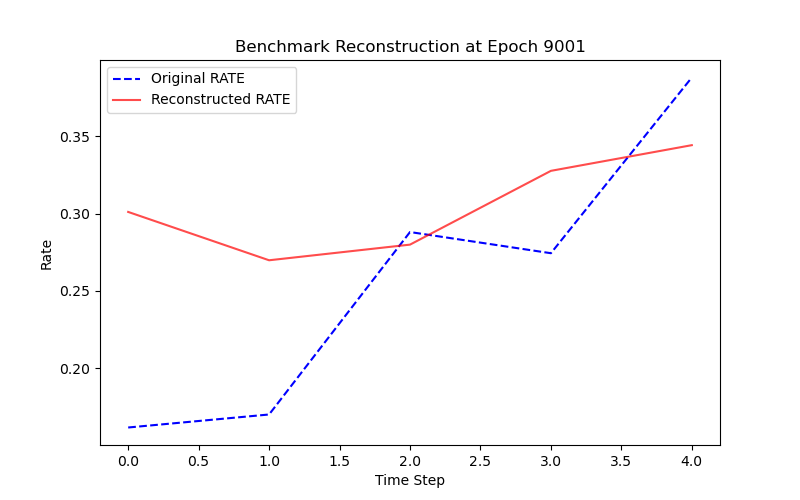 Benchmark Reconstruction at Epoch 9001
Original RATE
Reconstructed RATE
0.35
0.30
0.25
0.20
Rate
0.0 0.5 1.0 1.5 2.0 2.5 3.0 3.5 4.0
Time Step